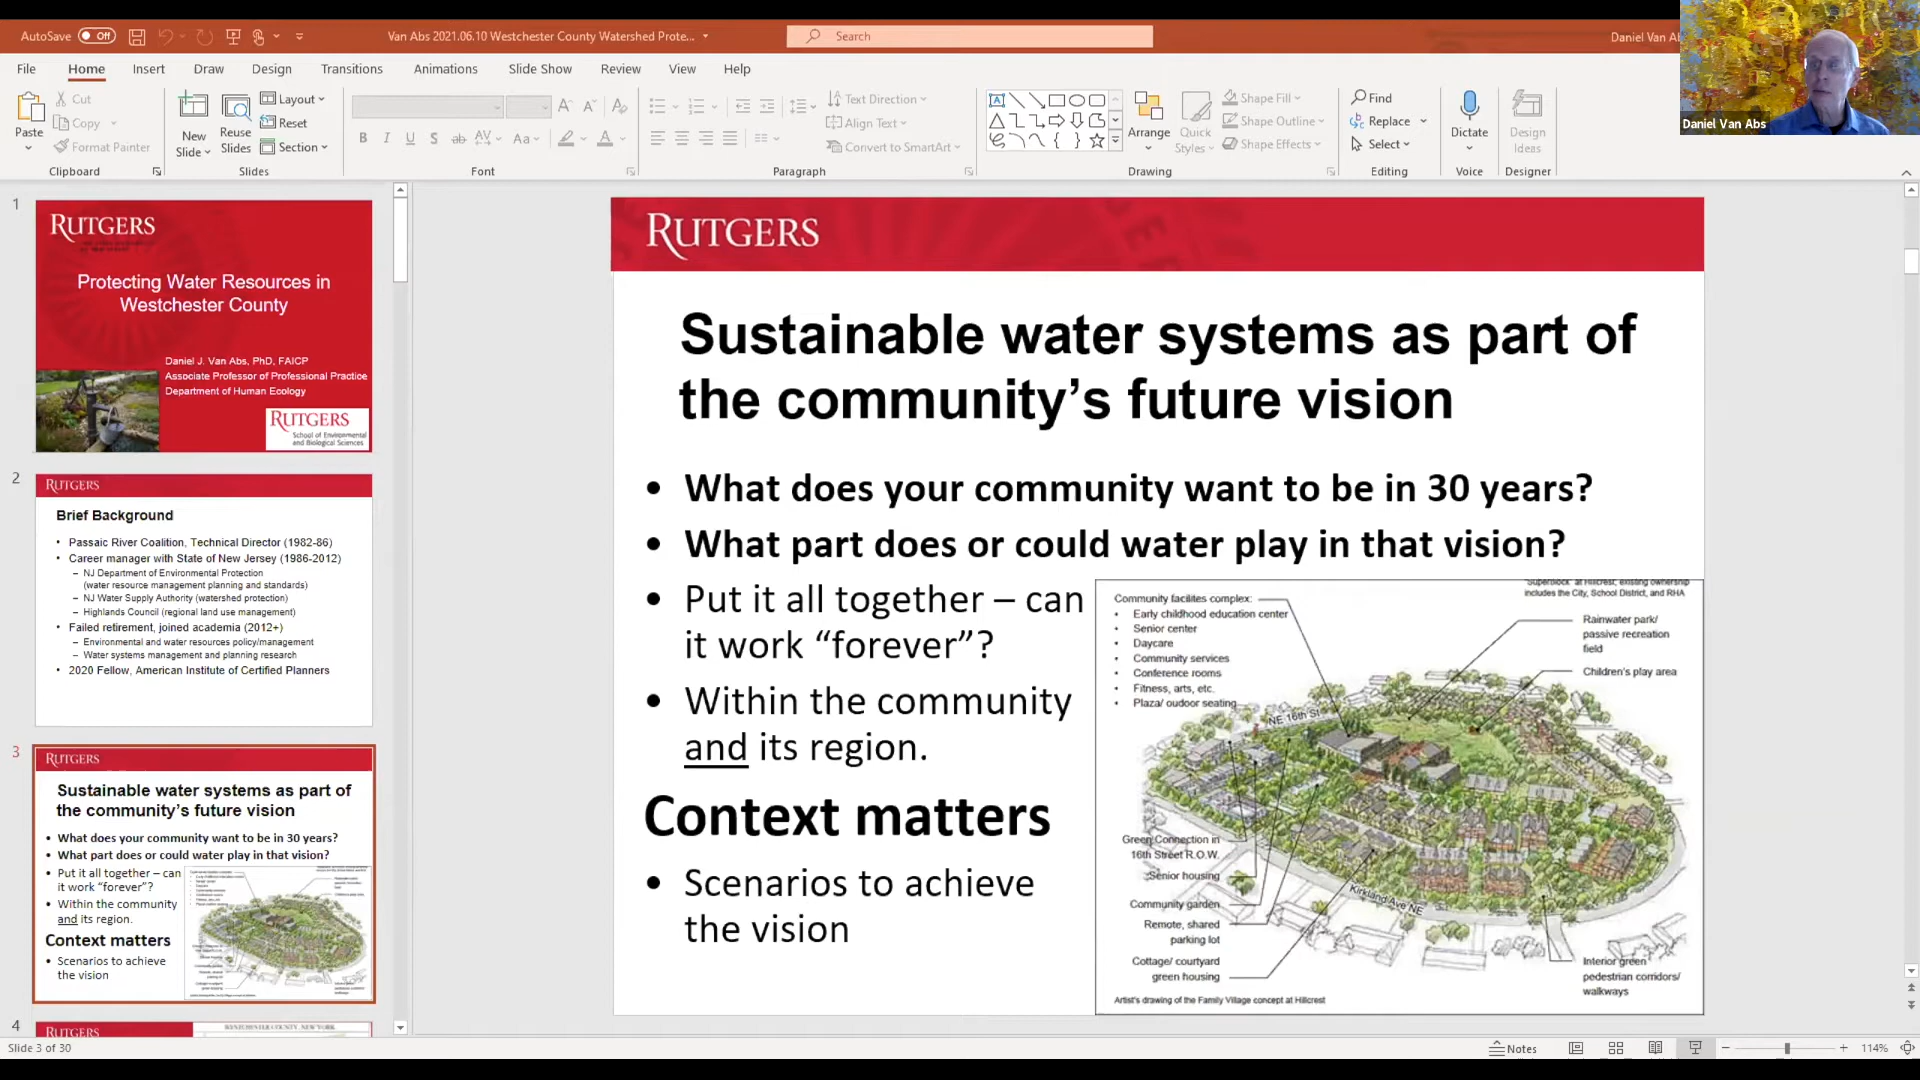 AutoSave Off
Van Abs 2021.06.10 Westchester County Watershed Prote...
Search
Daniel Van Ab
Daniel Van Abs
File Home Insert Draw Design Transitions Animations Slide Show Review View Help
Paste
Cut
Copy
Format Painter
Clipboard
New Slide
Reuse Slides
Layout
Reset
Section
Slides
Font
Text Direction
Align Text
Convert to SmartArt
Paragraph
Arrange
Quick Styles
Shape Fill
Shape Outline
Shape Effects
Drawing
Find
Replace
Select
Editing
Dictate
Voice
Design Ideas
Designer
1
RUTGERS
Protecting Water Resources in
Westchester County
Daniel J. Van Abs, PhD, FAICP
Associate Professor of Professional Practice
Department of Human Ecology
RUTGERS
School of Environmental
and Biological Sciences
2
RUTGERS
Brief Background
• Passaic River Coalition, Technical Director (1982-86)
• Career manager with State of New Jersey (1986-2012)
– NJ Department of Environmental Protection
(water resource management planning and standards)
– NJ Water Supply Authority (watershed protection)
– Highlands Council (regional land use management)
• Failed retirement, joined academia (2012+)
– Environmental and water resources policy/management
– Water systems management and planning research
• 2020 Fellow, American Institute of Certified Planners
3
RUTGERS
Sustainable water systems as part of
the community’s future vision
• What does your community want to be in 30 years?
• What part does or could water play in that vision?
• Put it all together – can
it work “forever”?
• Within the community
and its region.
Context matters
• Scenarios to achieve
the vision
4
RUTGERS
WESTCHESTER COUNTY, NEW YORK
RUTGERS
Sustainable water systems as part of
the community’s future vision
• What does your community want to be in 30 years?
• What part does or could water play in that vision?
• Put it all together – can
it work “forever”?
• Within the community
and its region.
Context matters
• Scenarios to achieve
the vision
"Superblock" at Hillcrest, existing ownership
includes the City, School District, and RHA
Community facilites complex:
• Early childhood education center
• Senior center
• Daycare
• Community services
• Conference rooms
• Fitness, arts, etc.
• Plaza/ oudoor seating
Rainwater park/
passive recreation
field
Children's play area
NE 16th St
Green Connection in
16th Street R.O.W.
Senior housing
Community garden
Remote, shared
parking lot
Cottage/ courtyard
green housing
Kirkland Ave NE
Interior green
pedestrian corridors/
walkways
Artist's drawing of the Family Village concept at Hillcrest
Slide 3 of 30
Notes
114%